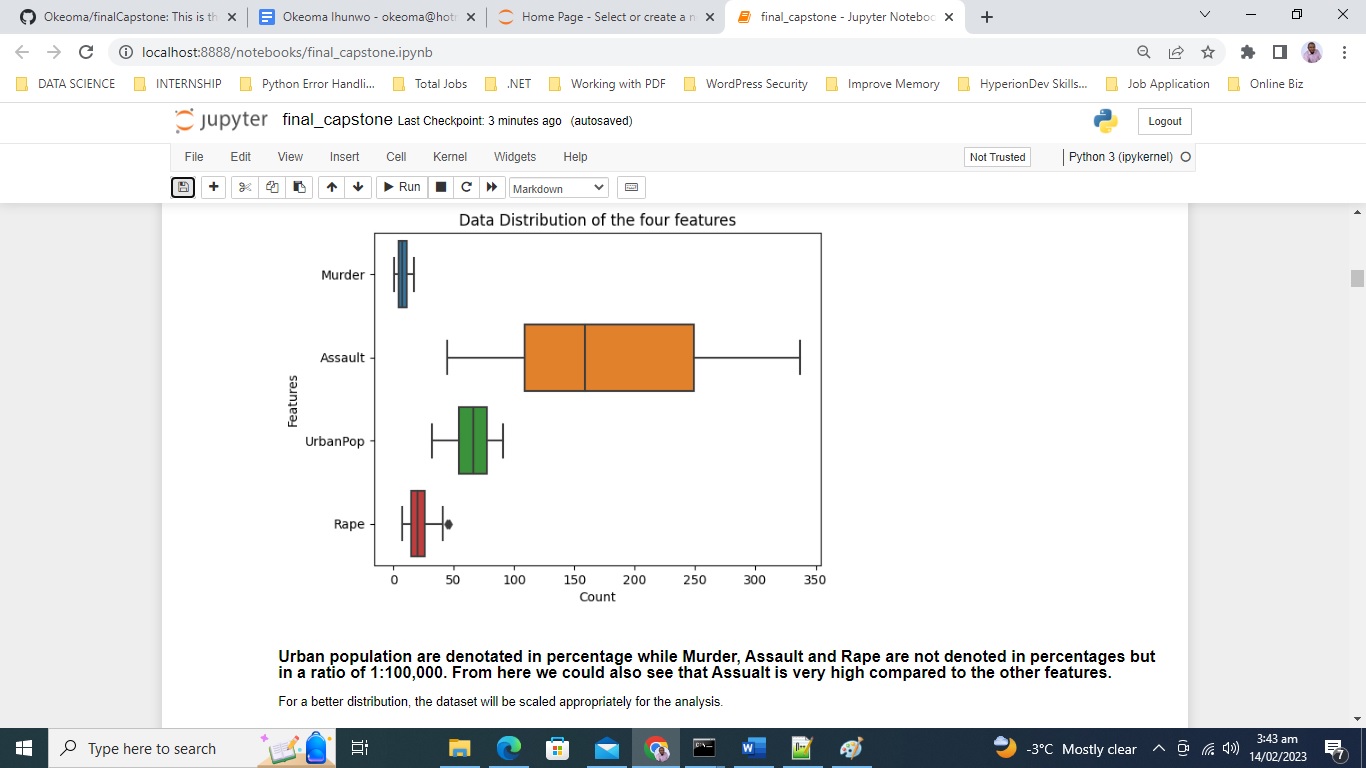 Okeoma/finalCapstone: This is th
Okeoma Ihunwo - okeoma@hotm
Home Page - Select or create a n
final_capstone - Jupyter Noteboo
localhost:8888/notebooks/final_capstone.ipynb
DATA SCIENCE INTERNSHIP Python Error Handli... Total Jobs .NET Working with PDF WordPress Security Improve Memory HyperionDev Skills... Job Application Online Biz
jupyter final_capstone Last Checkpoint: 3 minutes ago (autosaved) Logout
File Edit View Insert Cell Kernel Widgets Help Not Trusted Python 3 (ipykernel)
Run Markdown
Data Distribution of the four features
Murder
Assault
UrbanPop
Rape
Features
0 50 100 150 200 250 300 350
Count
Urban population are denotated in percentage while Murder, Assault and Rape are not denoted in percentages but
in a ratio of 1:100,000. From here we could also see that Assualt is very high compared to the other features.
For a better distribution, the dataset will be scaled appropriately for the analysis.
Type here to search
-3°C Mostly clear
3:43 am
14/02/2023
7